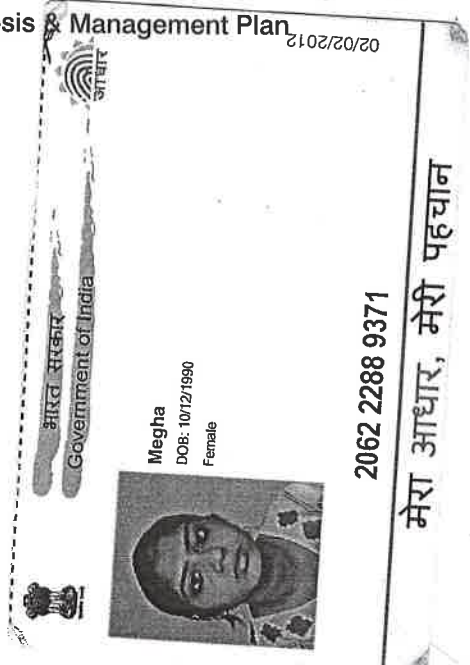 sis & Management Plan
02/02/2012
आधार
भारत सरकार
Government of India
Megha
DOB: 10/12/1990
Female
2062 2288 9371
मेरा आधार, मेरी पहचान